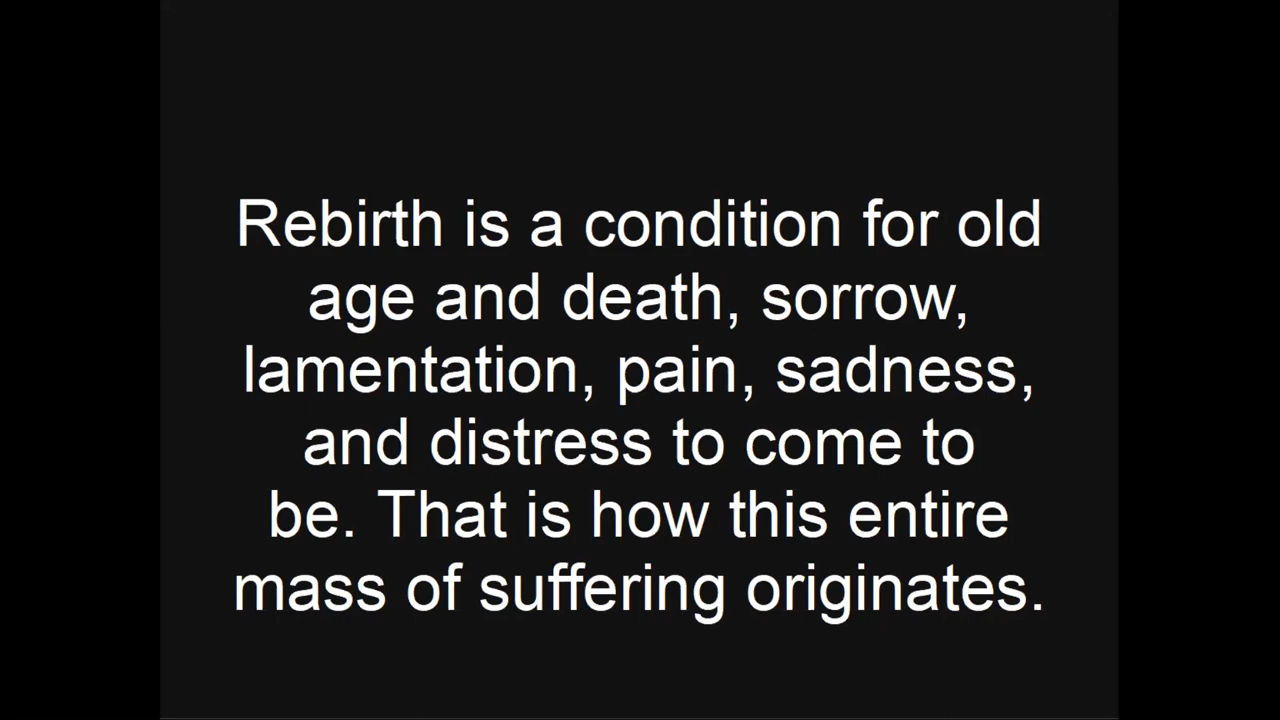 Rebirth is a condition for old
age and death, sorrow,
lamentation, pain, sadness,
and distress to come to
be. That is how this entire
mass of suffering originates.